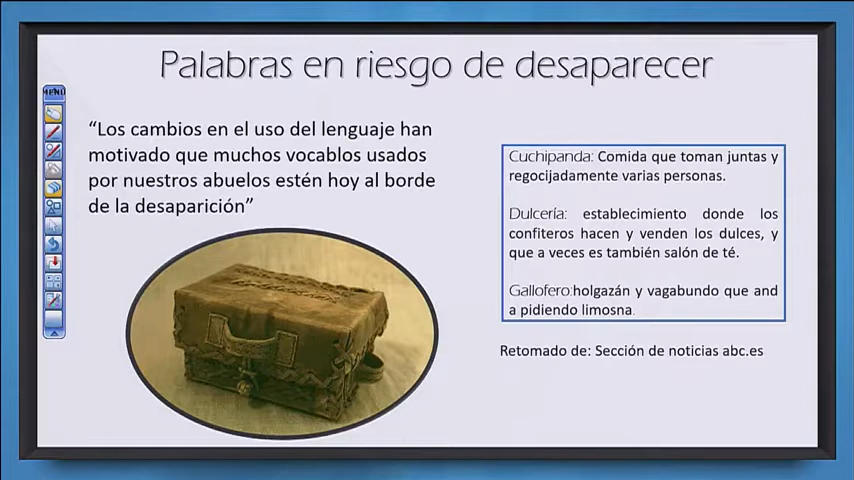 Palabras en riesgo de desaparecer
MENÚ
“Los cambios en el uso del lenguaje han
motivado que muchos vocablos usados
por nuestros abuelos estén hoy al borde
de la desaparición”
Cuchipanda: Comida que toman juntas y
regocijadamente varias personas.
Dulcería: establecimiento donde los
confiteros hacen y venden los dulces, y
que a veces es también salón de té.
Gallofero:holgazán y vagabundo que and
a pidiendo limosna.
Retomado de: Sección de noticias abc.es